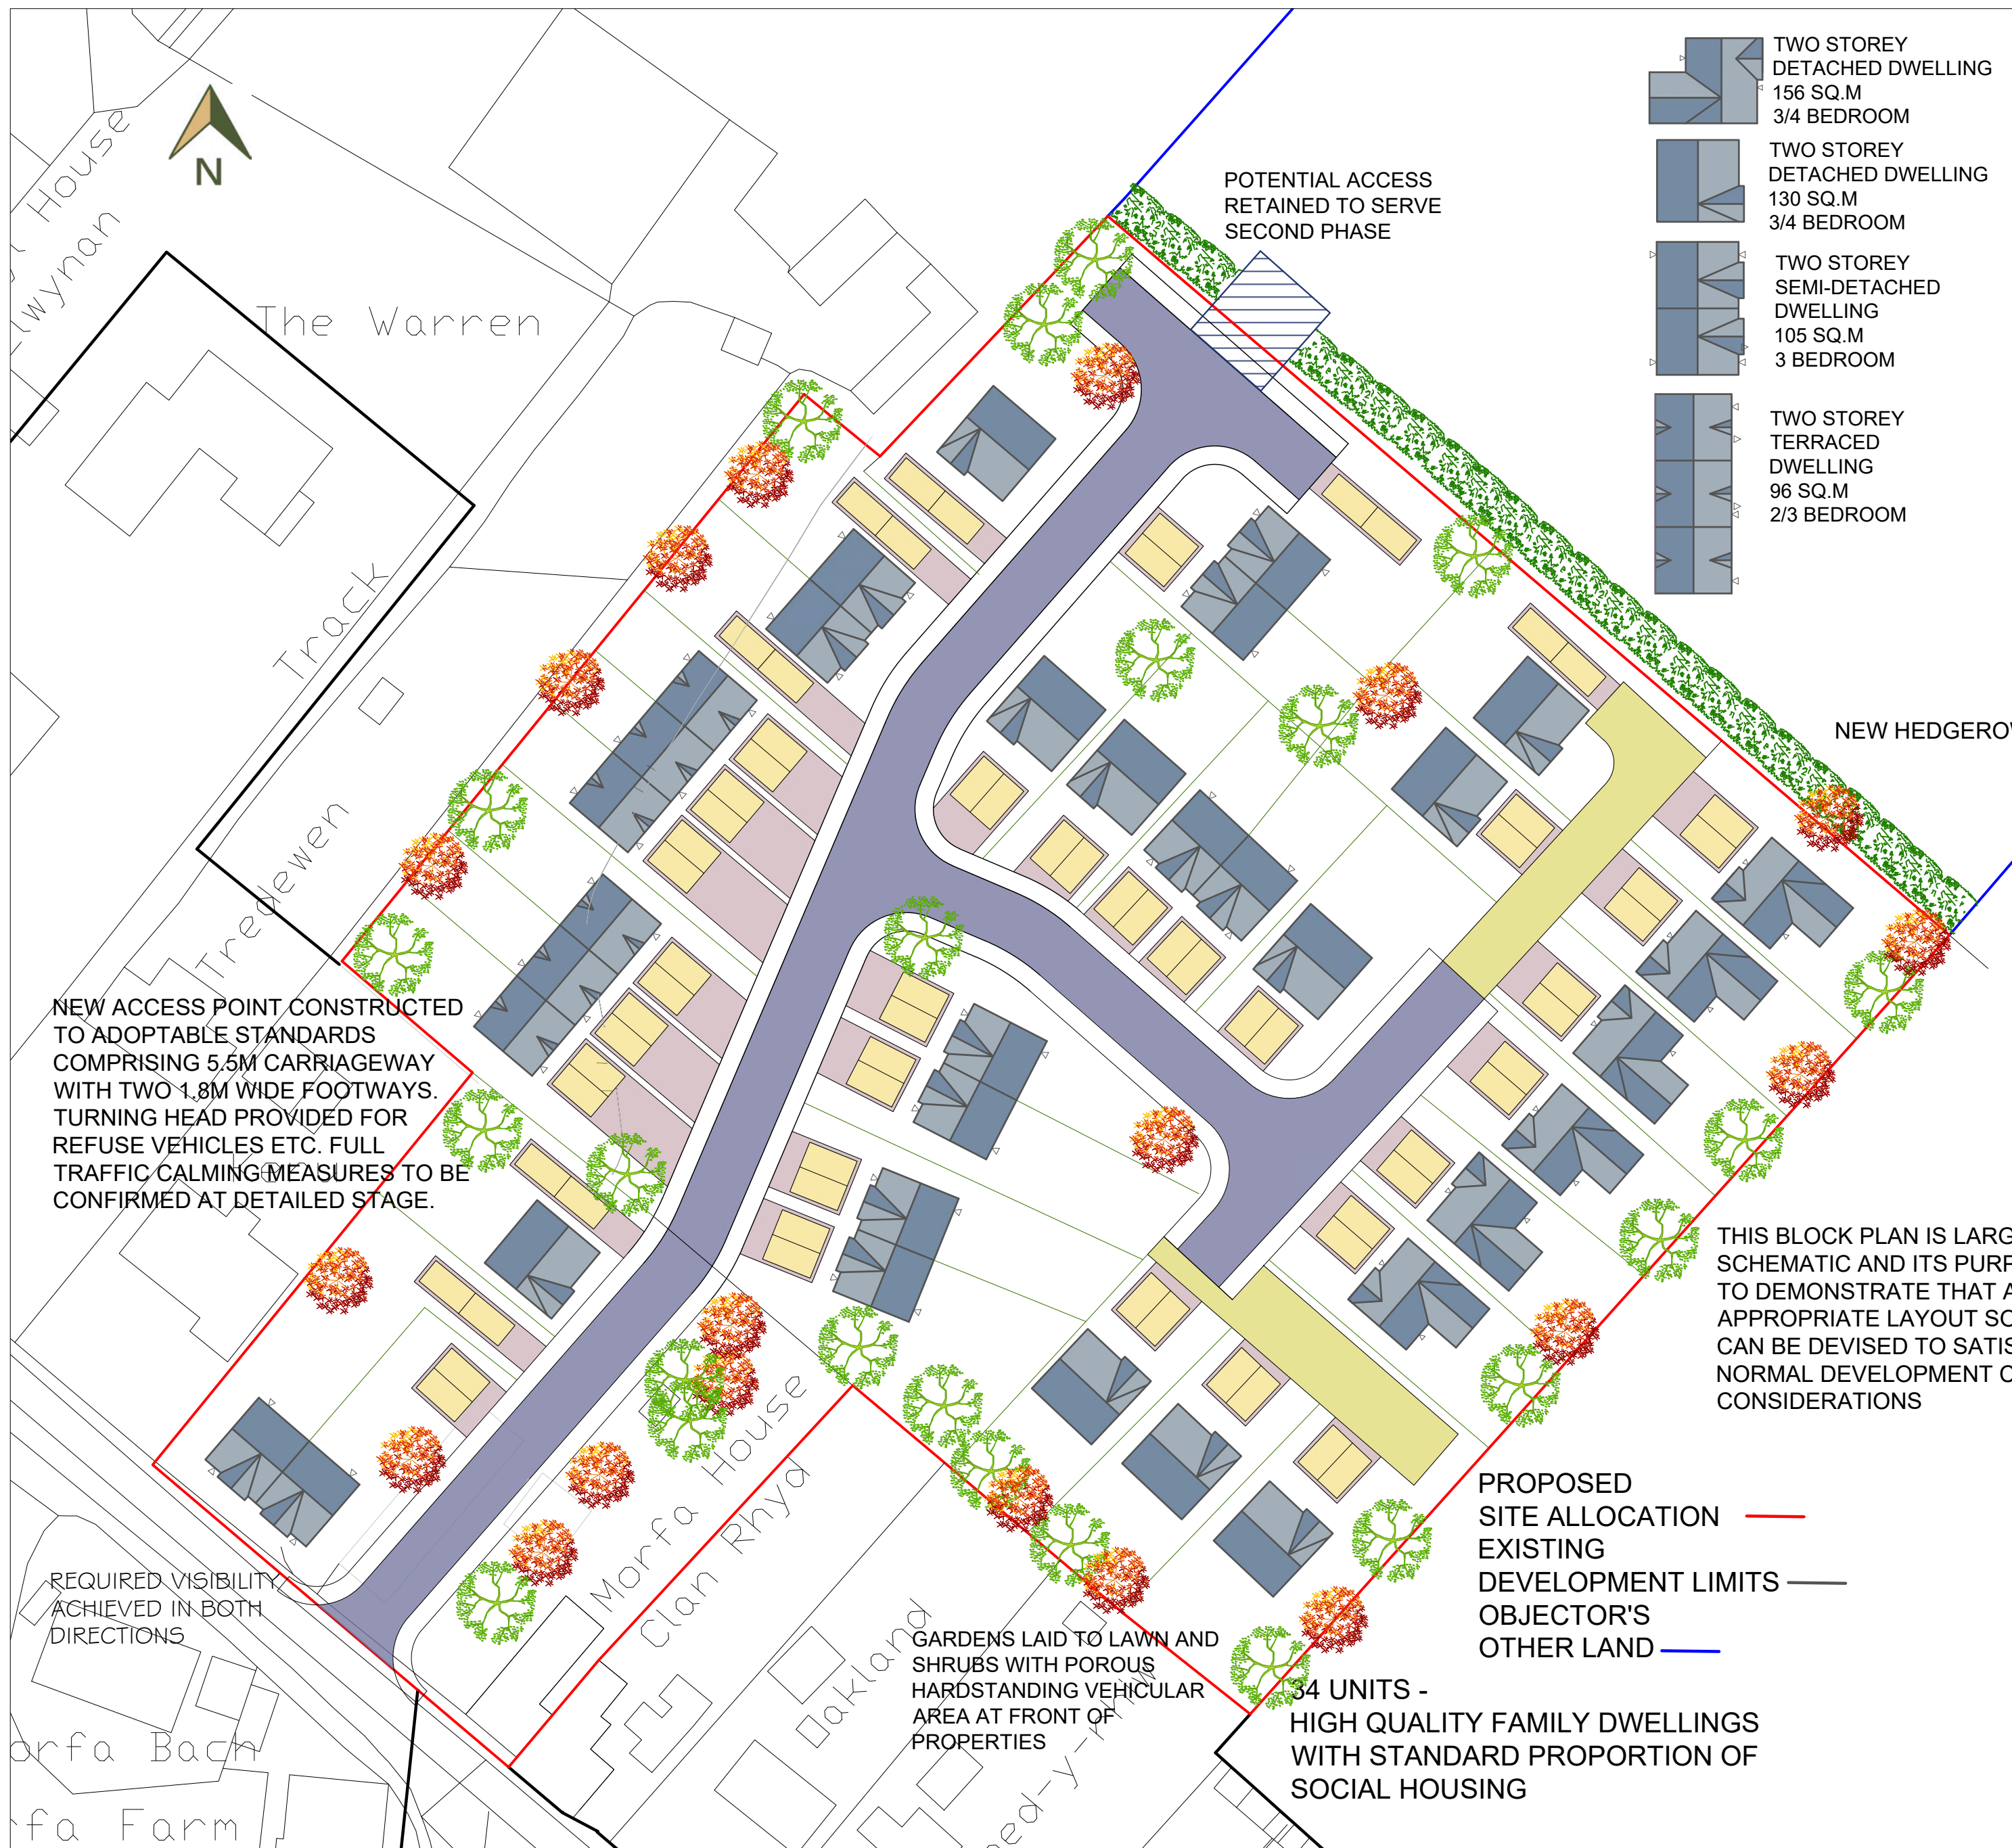 TWO STOREY
DETACHED DWELLING
156 SQ.M
3/4 BEDROOM
TWO STOREY
DETACHED DWELLING
130 SQ.M
3/4 BEDROOM
TWO STOREY
SEMI-DETACHED
DWELLING
105 SQ.M
3 BEDROOM
TWO STOREY
TERRACED
DWELLING
96 SQ.M
2/3 BEDROOM
N
House
The Warren
Track
Tredewen
POTENTIAL ACCESS
RETAINED TO SERVE
SECOND PHASE
NEW ACCESS POINT CONSTRUCTED
TO ADOPTABLE STANDARDS
COMPRISING 5.5M CARRIAGEWAY
WITH TWO 1.8M WIDE FOOTWAYS.
TURNING HEAD PROVIDED FOR
REFUSE VEHICLES ETC. FULL
TRAFFIC CALMING MEASURES TO BE
CONFIRMED AT DETAILED STAGE.
THIS BLOCK PLAN IS
SCHEMATIC AND ITS
TO DEMONSTRATE THAT
APPROPRIATE LAYOUT
CAN BE DEVISED TO
NORMAL DEVELOPMENT
CONSIDERATIONS
PROPOSED
SITE ALLOCATION
EXISTING
DEVELOPMENT LIMITS
OBJECTOR'S
OTHER LAND
34 UNITS -
HIGH QUALITY FAMILY DWELLINGS
WITH STANDARD PROPORTION OF
SOCIAL HOUSING
REQUIRED VISIBILITY
ACHIEVED IN BOTH
DIRECTIONS
Morfa House
Clan Rhyd
Oakland
GARDENS LAID TO LAWN AND
SHRUBS WITH POROUS
HARDSTANDING VEHICULAR
AREA AT FRONT OF
PROPERTIES
Bach
Farm
NEW